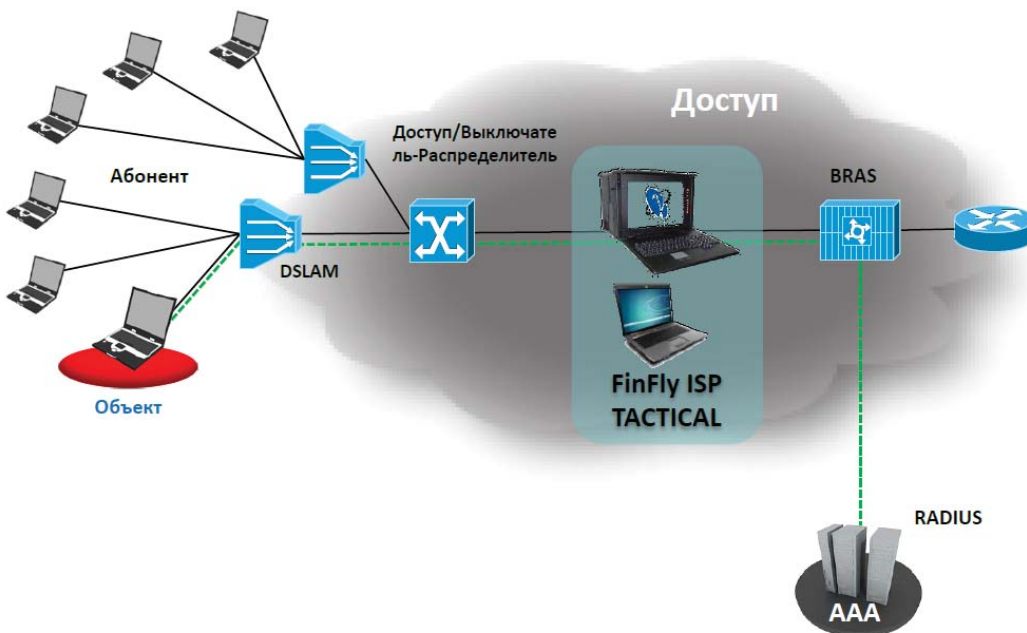 Доступ
Доступ/Выключате
ль-Распределитель
Абонент
BRAS
DSLAM
FinFly ISP
TACTICAL
Объект
RADIUS
AAA